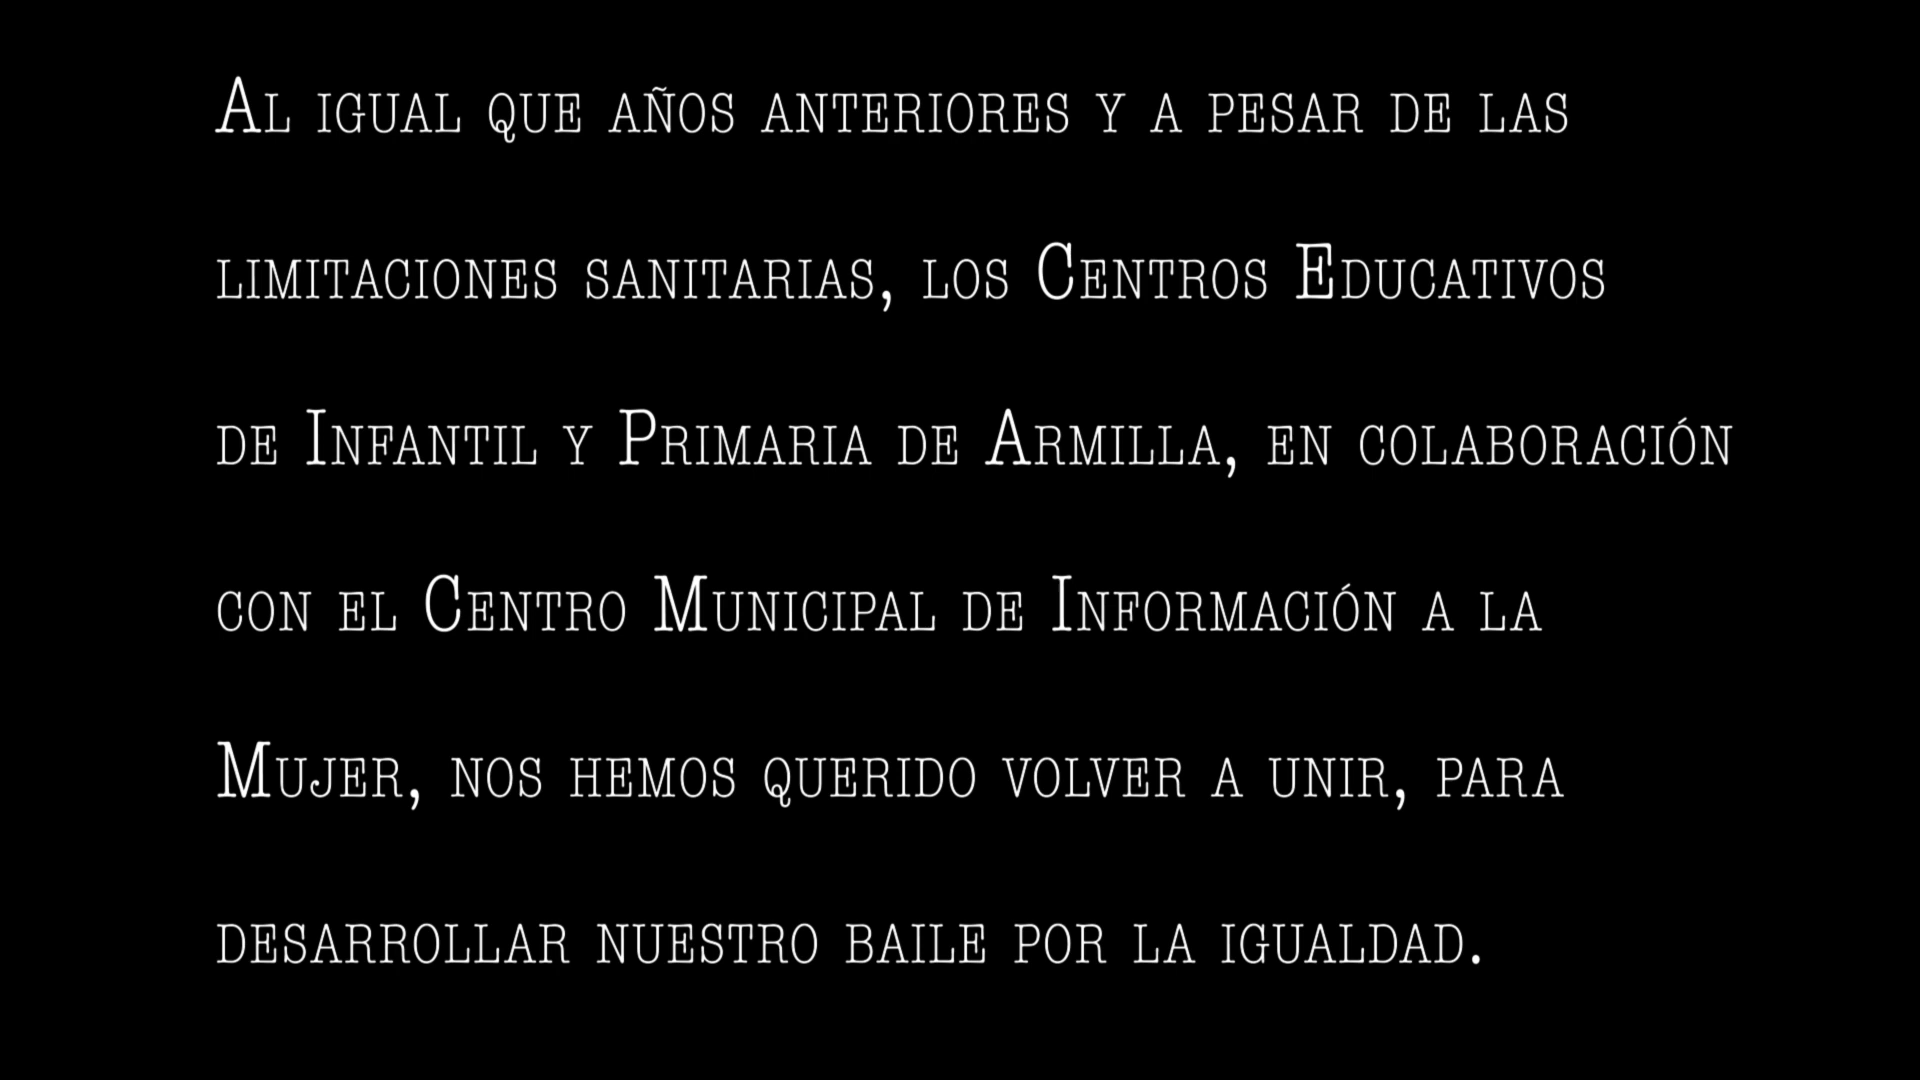 Al igual que años anteriores y a pesar de las
limitaciones sanitarias, los Centros Educativos
de Infantil y Primaria de Armilla, en colaboración
con el Centro Municipal de Información a la
Mujer, nos hemos querido volver a unir, para
desarrollar nuestro baile por la igualdad.